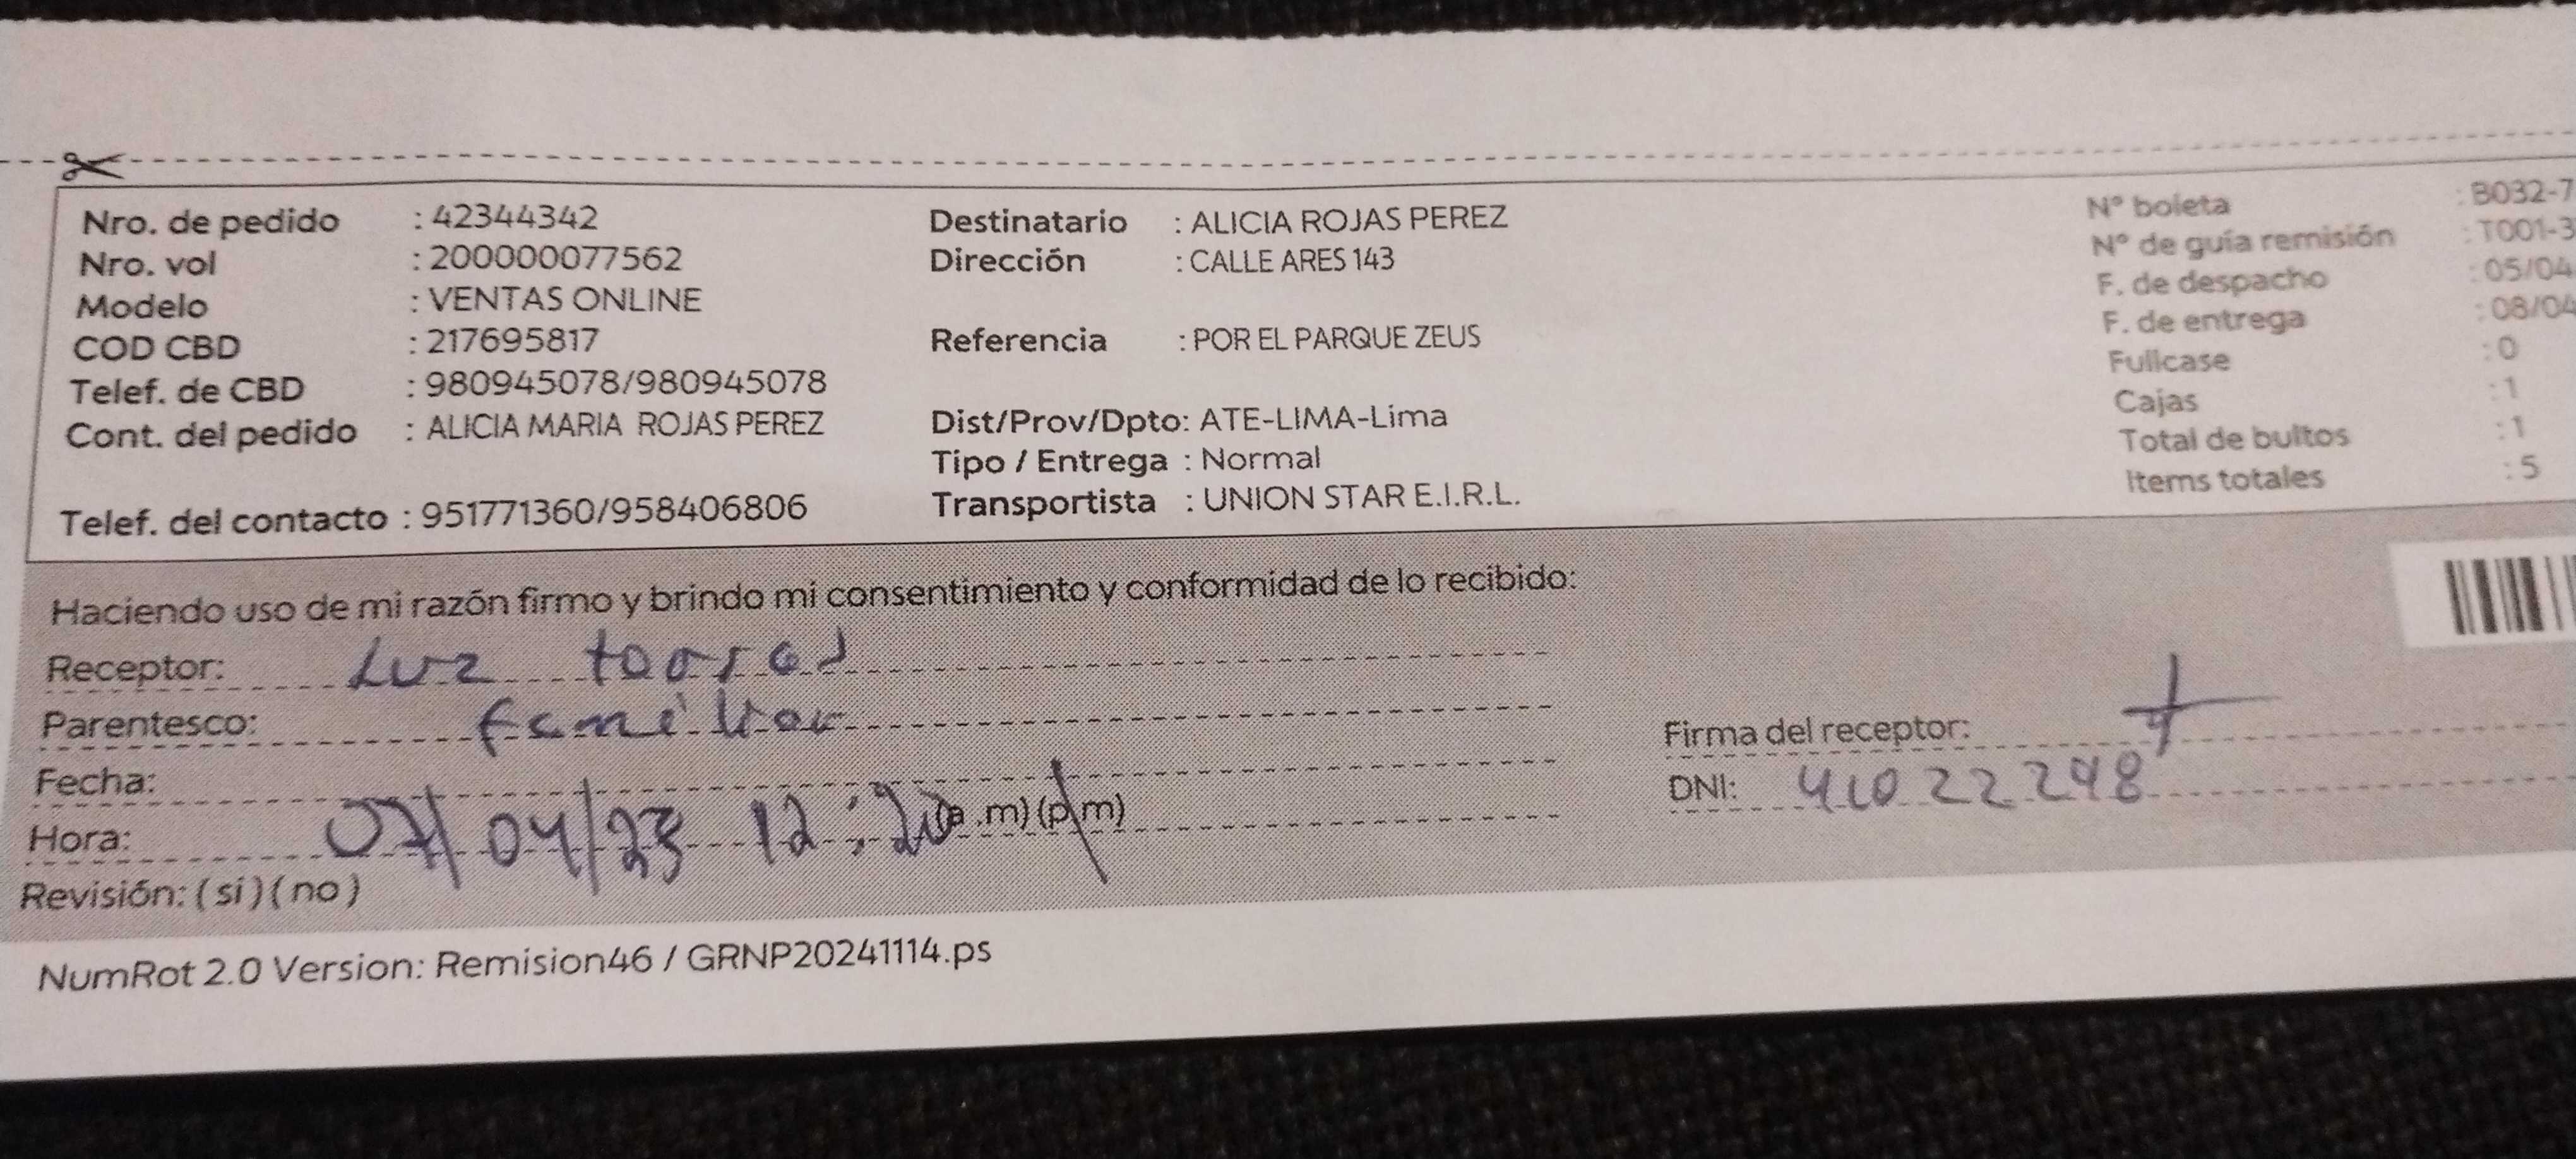 Nro. de pedido : 42344342
Nro. vol : 200000077562
Modelo : VENTAS ONLINE
COD CBD : 217695817
Telef. de CBD : 980945078/980945078
Cont. del pedido : ALICIA MARIA ROJAS PEREZ
Telef. del contacto : 951771360/958406806
Destinatario : ALICIA ROJAS PEREZ
Dirección : CALLE ARES 143
Referencia : POR EL PARQUE ZEUS
Dist/Prov/Dpto: ATE-LIMA-Lima
Tipo / Entrega : Normal
Transportista : UNION STAR E.I.R.L.
N° boleta : B032-7
N° de guía remisión : T001-3
F. de despacho : 05/04
F. de entrega : 08/04
Fullcase : 0
Cajas : 1
Total de bultos : 1
Items totales : 5
Haciendo uso de mi razón firmo y brindo mi consentimiento y conformidad de lo recibido:
Receptor: Luz
Parentesco: familiar
Fecha:
Hora: 07/04/23 12: (a.m)(p.m)
Revisión: (si)(no)
Firma del receptor:
DNI: 41022248
NumRot 2.0 Version: Remision46 / GRNP20241114.ps